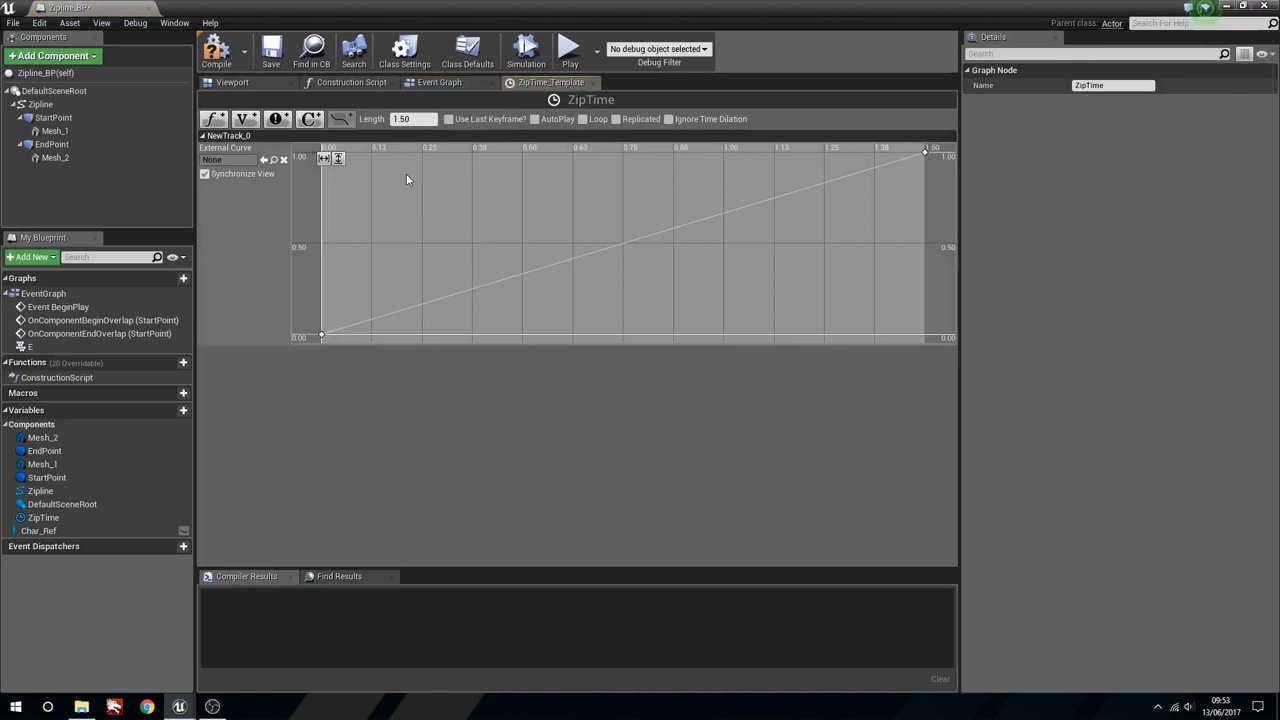 Zipline_BP*
File Edit Asset View Debug Window Help
Parent class: Actor Search For Help
Components
+Add Component
Zipline_BP(self)
DefaultSceneRoot
Zipline
StartPoint
Mesh_1
EndPoint
Mesh_2
My Blueprint
+Add New Search
Graphs
EventGraph
Event BeginPlay
OnComponentBeginOverlap (StartPoint)
OnComponentEndOverlap (StartPoint)
E
Functions (20 Overridable)
ConstructionScript
Macros
Variables
Components
Mesh_2
EndPoint
Mesh_1
StartPoint
Zipline
DefaultSceneRoot
ZipTime
Char_Ref
Event Dispatchers
Compile Save Find in CB Search Class Settings Class Defaults Simulation Play
No debug object selected
Debug Filter
Viewport Construction Script Event Graph ZipTime_Template
ZipTime
f+ V+ !+ C+ Length 1.50 Use Last Keyframe? AutoPlay Loop Replicated Ignore Time Dilation
NewTrack_0
External Curve
None
Synchronize View
0.00 0.13 0.25 0.38 0.50 0.63 0.75 0.88 1.00 1.13 1.25 1.38 1.50
1.00 1.00
0.50 0.50
0.00 0.00
Compiler Results Find Results
Clear
Details
Search
Graph Node
Name ZipTime
09:53
13/06/2017